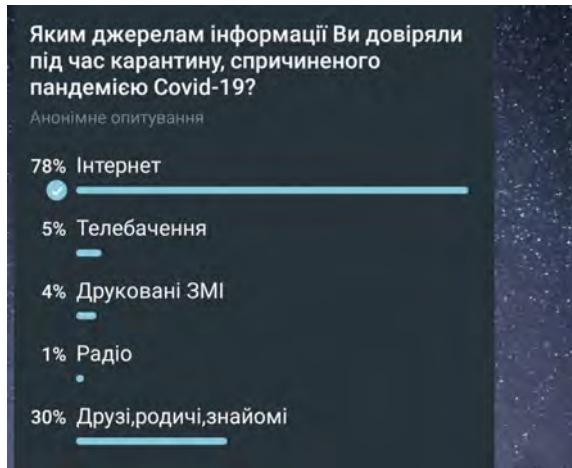 Яким джерелам інформації Ви довіряли
під час карантину, спричиненого
пандемією Covid-19?
Анонімне опитування
78% Інтернет
5% Телебачення
4% Друковані ЗМІ
1% Радіо
30% Друзі,родичі,знайомі